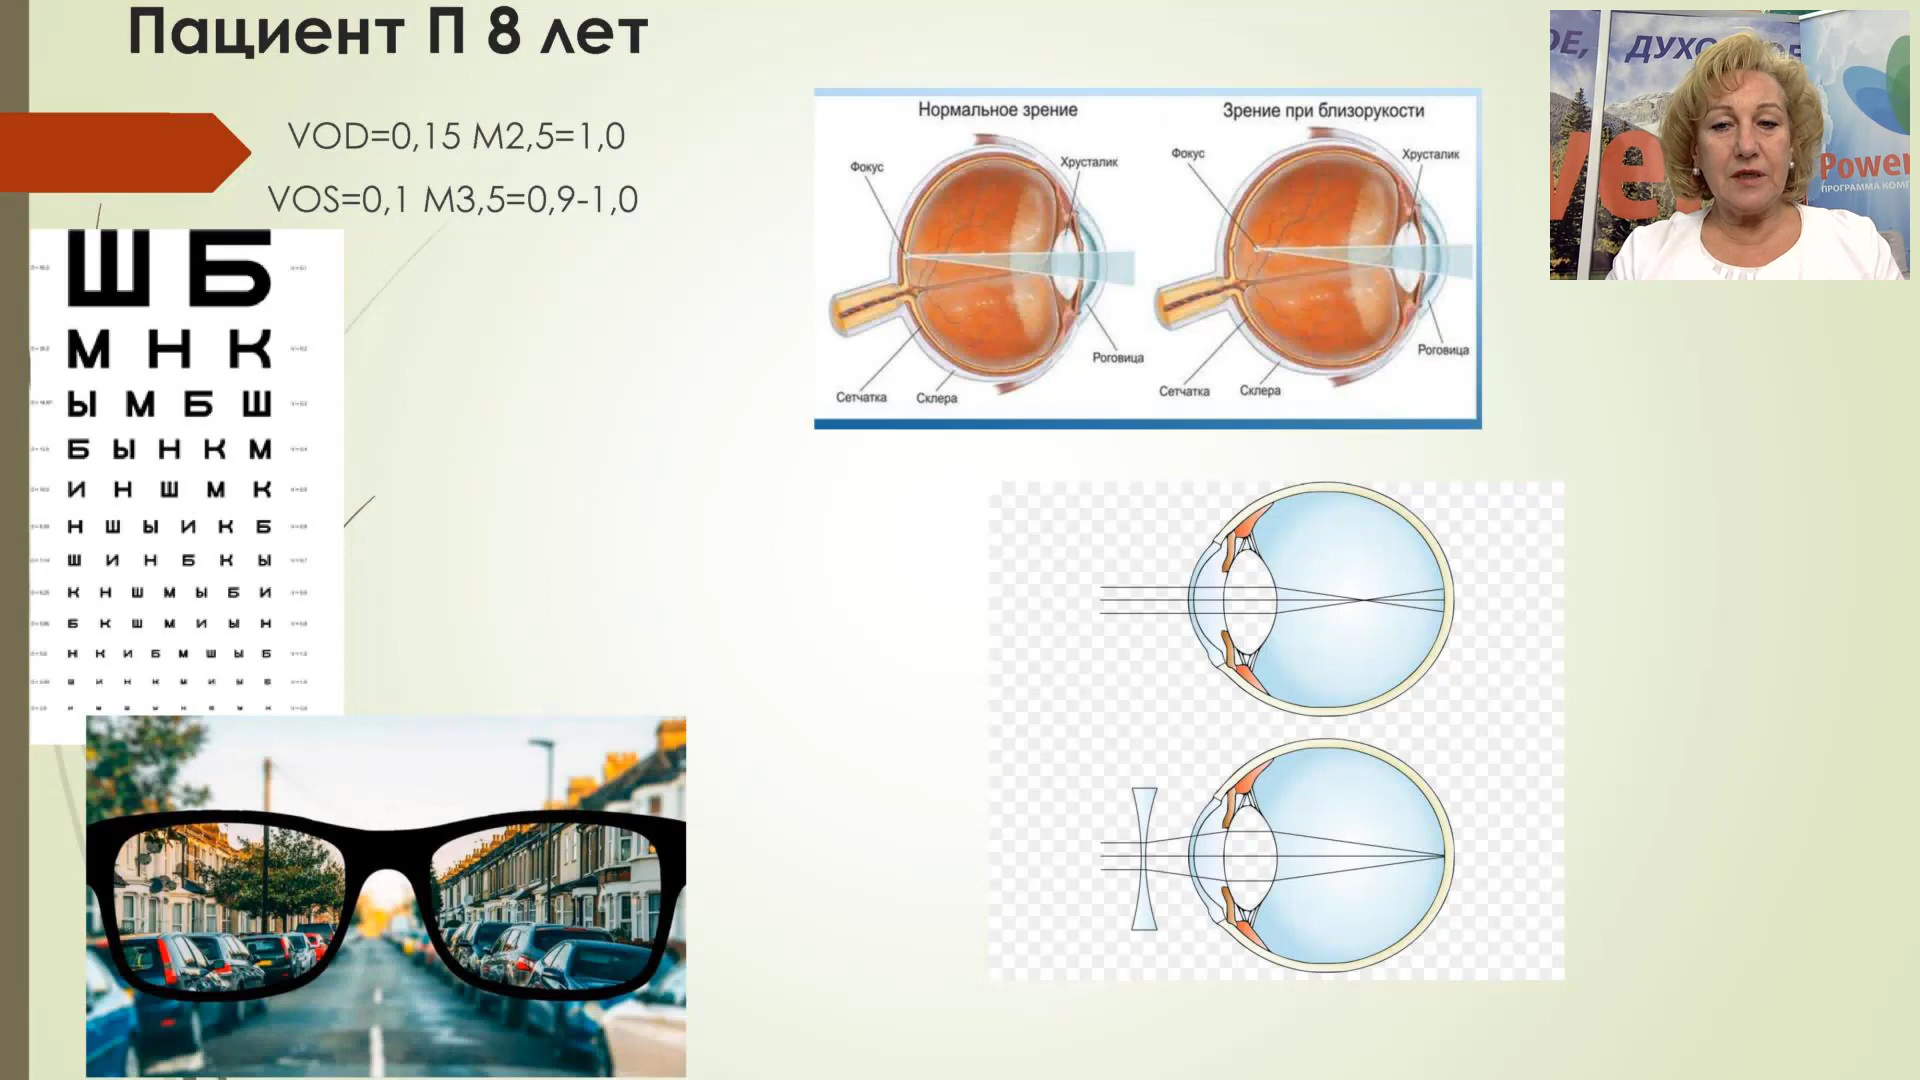 Пациент П 8 лет
VOD=0,15 M2,5=1,0
VOS=0,1 M3,5=0,9-1,0
Ш Б
М Н К
Ы М Б Ш
Б Ы Н К М
И Н Ш М К
Н Ш Ы И К Б
Ш И Н Б К Ы
К Н Ш М Ы Б И
Б К Ш М И Ы Н
Н К И Б М Ш Ы Б
Нормальное зрение
Фокус
Хрусталик
Роговица
Сетчатка
Склера
Зрение при близорукости
Фокус
Хрусталик
Роговица
Сетчатка
Склера
ОЕ,
Power